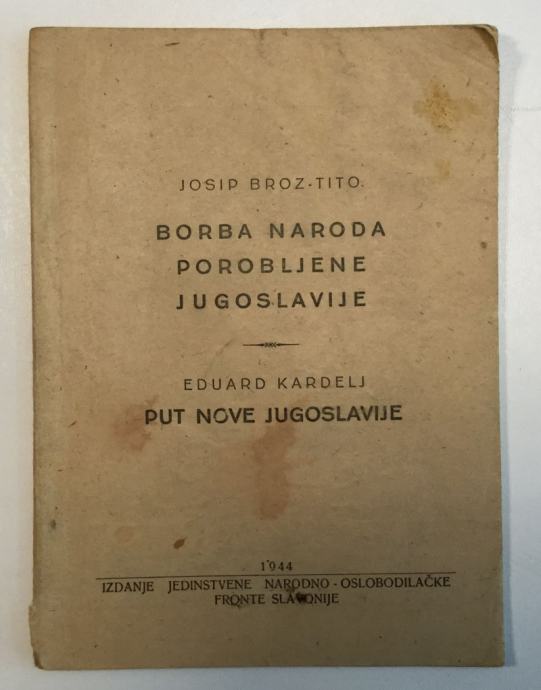 JOSIP BROZ-TITO.
BORBA NARODA
POROBLJENE
JUGOSLAVIJE
EDUARD KARDELJ
PUT NOVE JUGOSLAVIJE
1944
IZDANJE JEDINSTVENE NARODNO-OSLOBODILAČKE
FRONTE SLAVONIJE